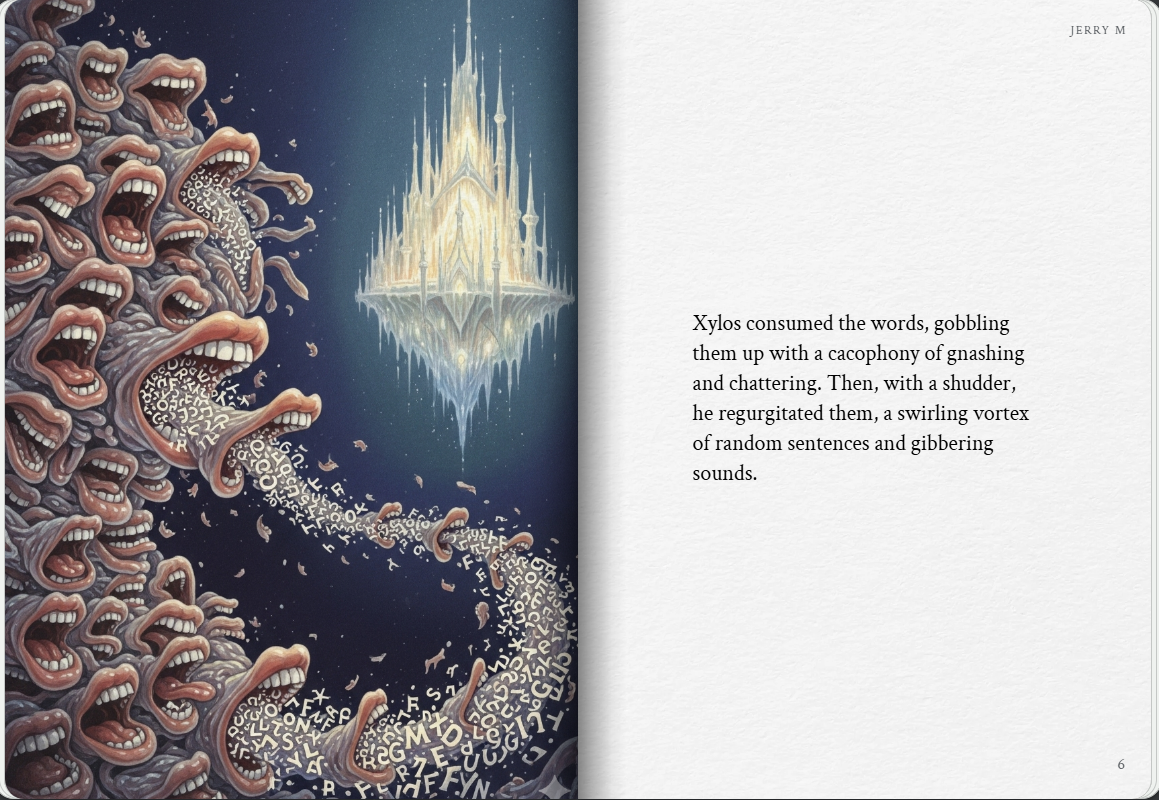 JERRY M
Xylos consumed the words, gobbling
them up with a cacophony of gnashing
and chattering. Then, with a shudder,
he regurgitated them, a swirling vortex
of random sentences and gibbering
sounds.
6